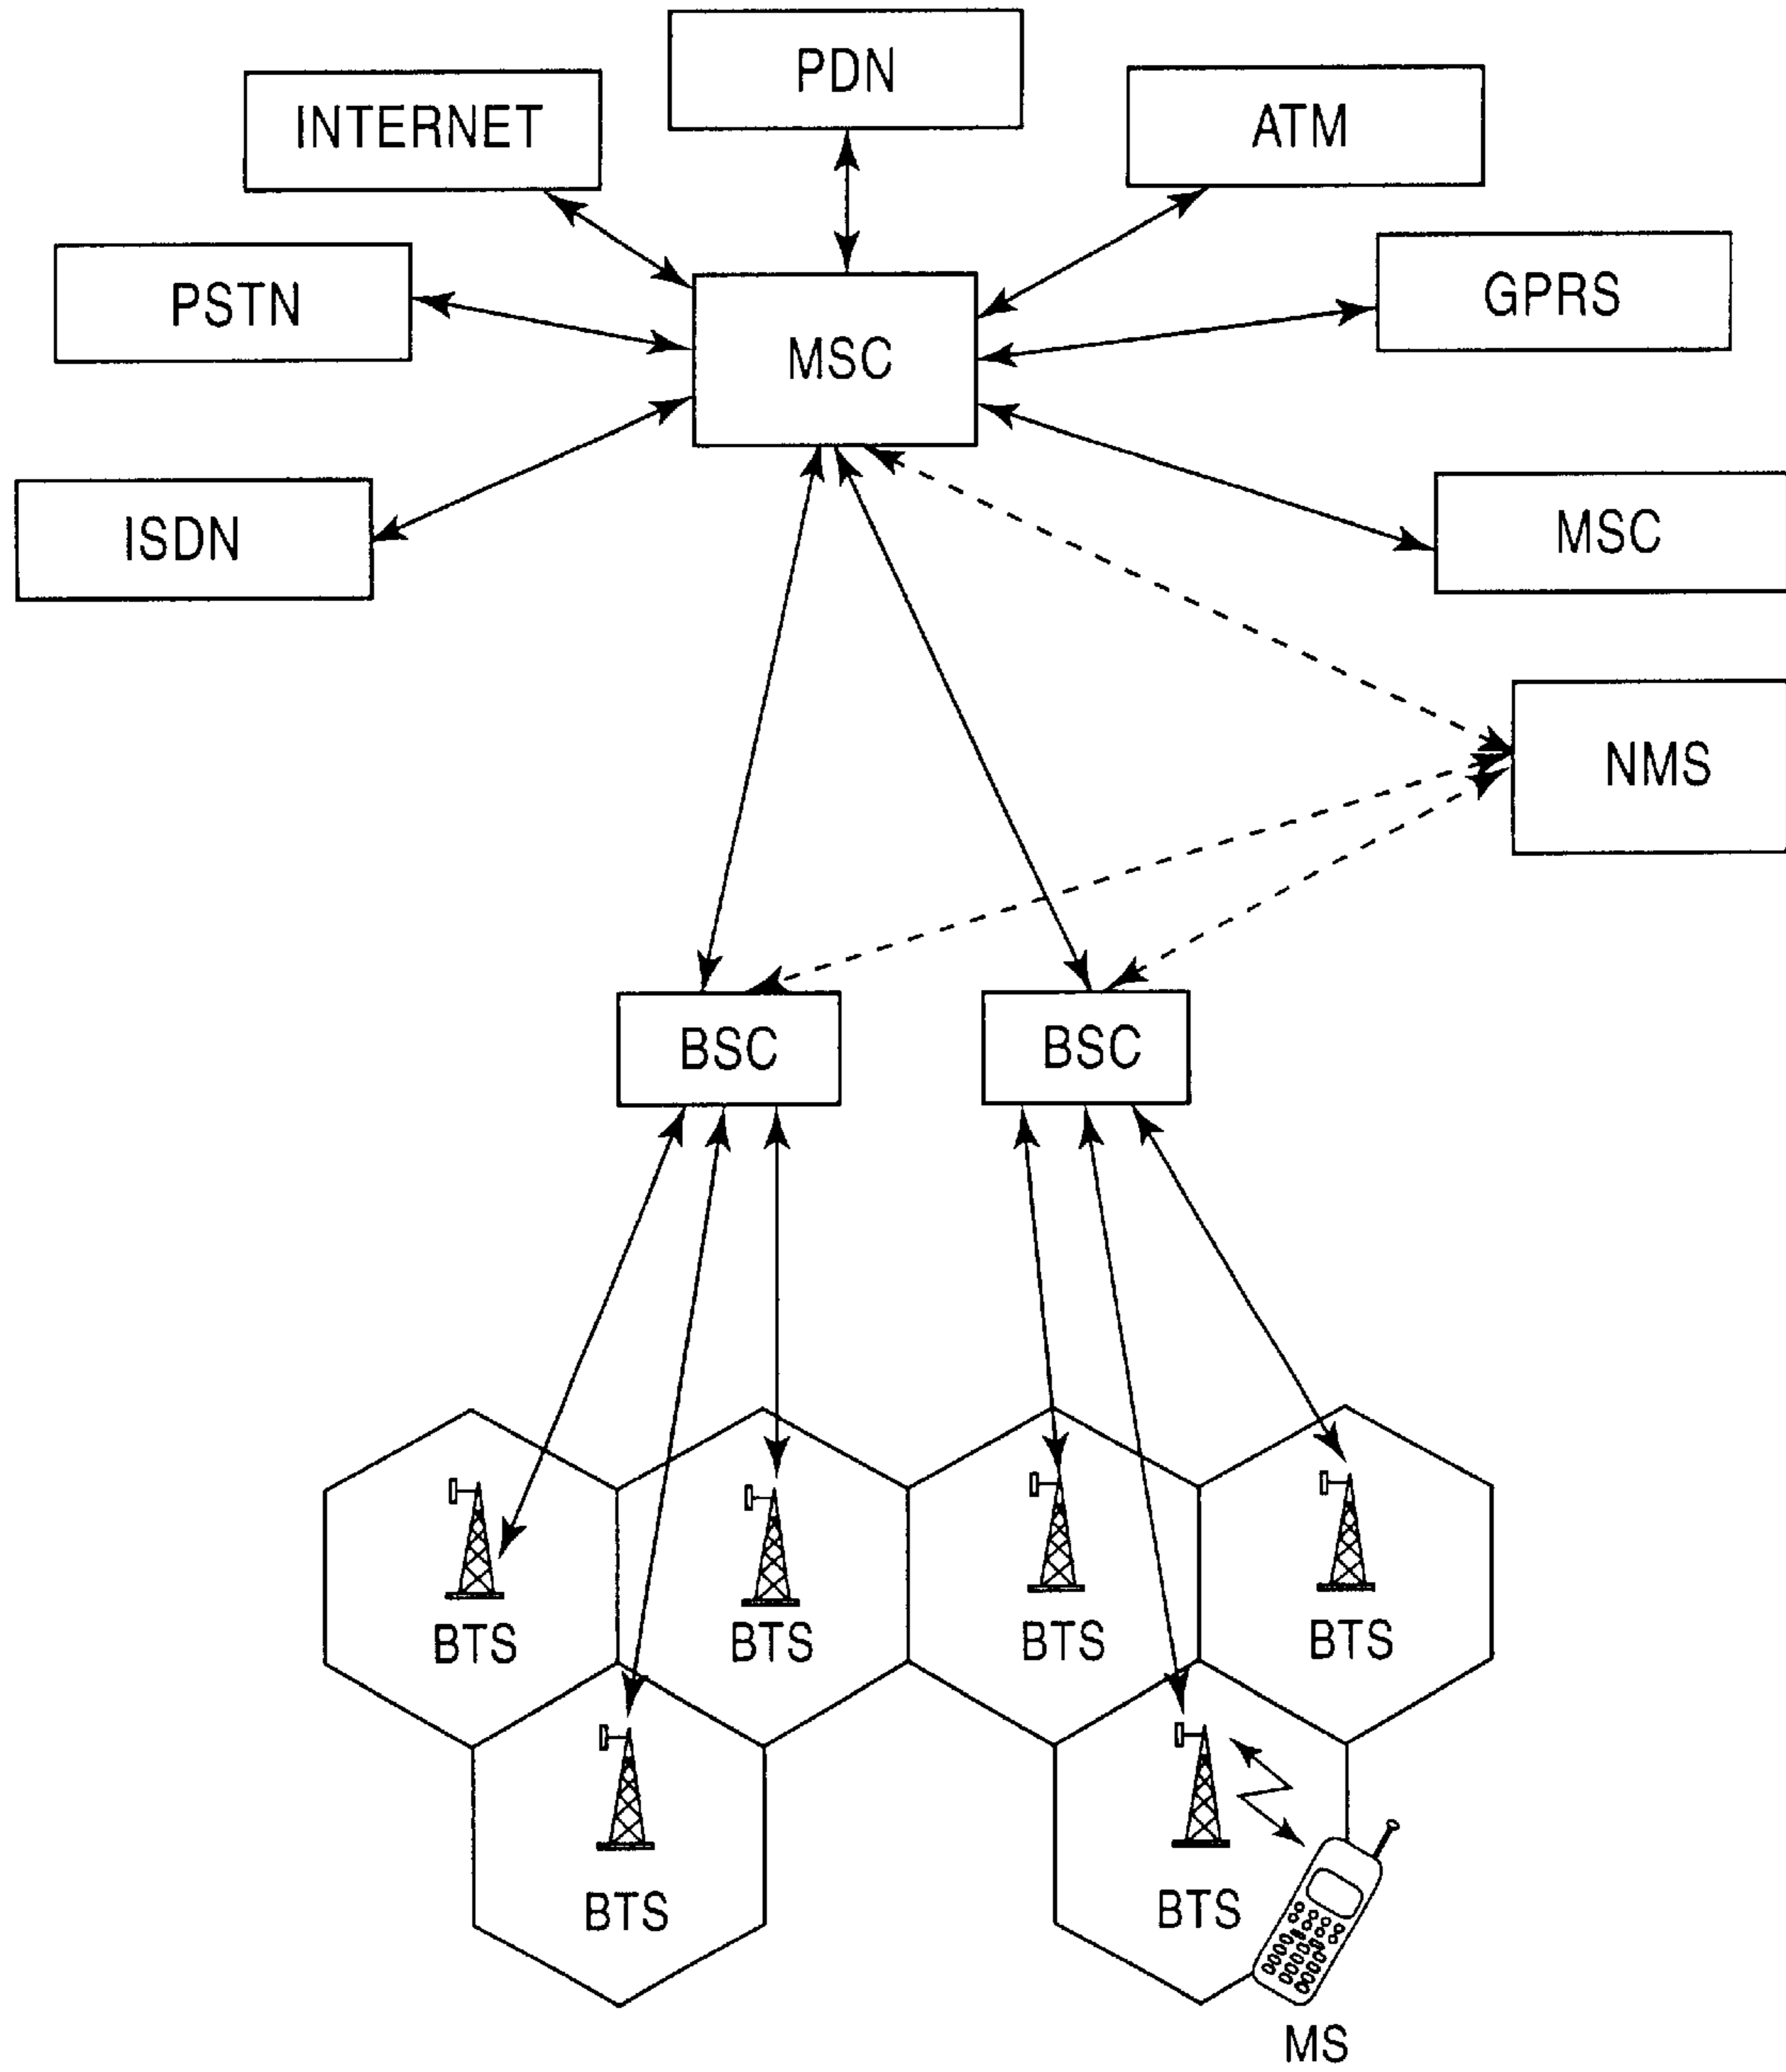 PDN
INTERNET
ATM
PSTN
MSC
GPRS
ISDN
MSC
NMS
BSC
BSC
BTS
BTS
BTS
BTS
BTS
BTS
MS